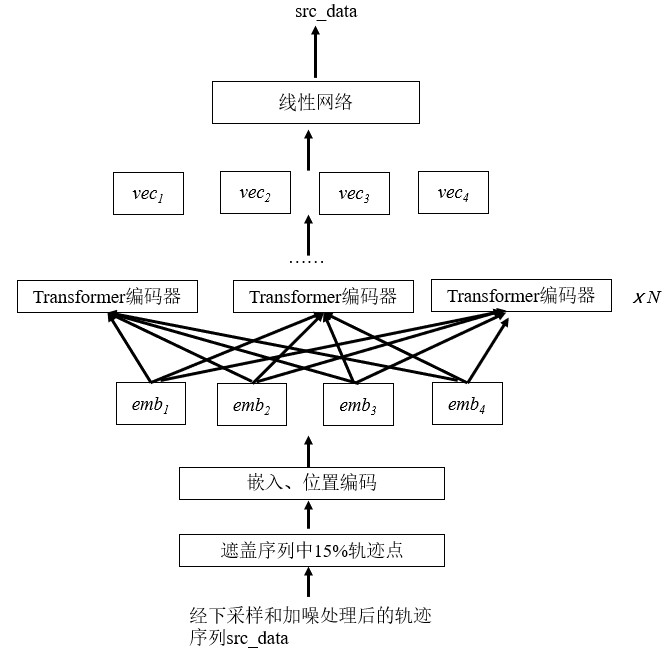 src_data
线性网络
vec1 vec2 vec3 vec4
……
Transformer编码器 Transformer编码器 Transformer编码器 x N
emb1 emb2 emb3 emb4
嵌入、位置编码
遮盖序列中15%轨迹点
经下采样和加噪处理后的轨迹
序列src_data